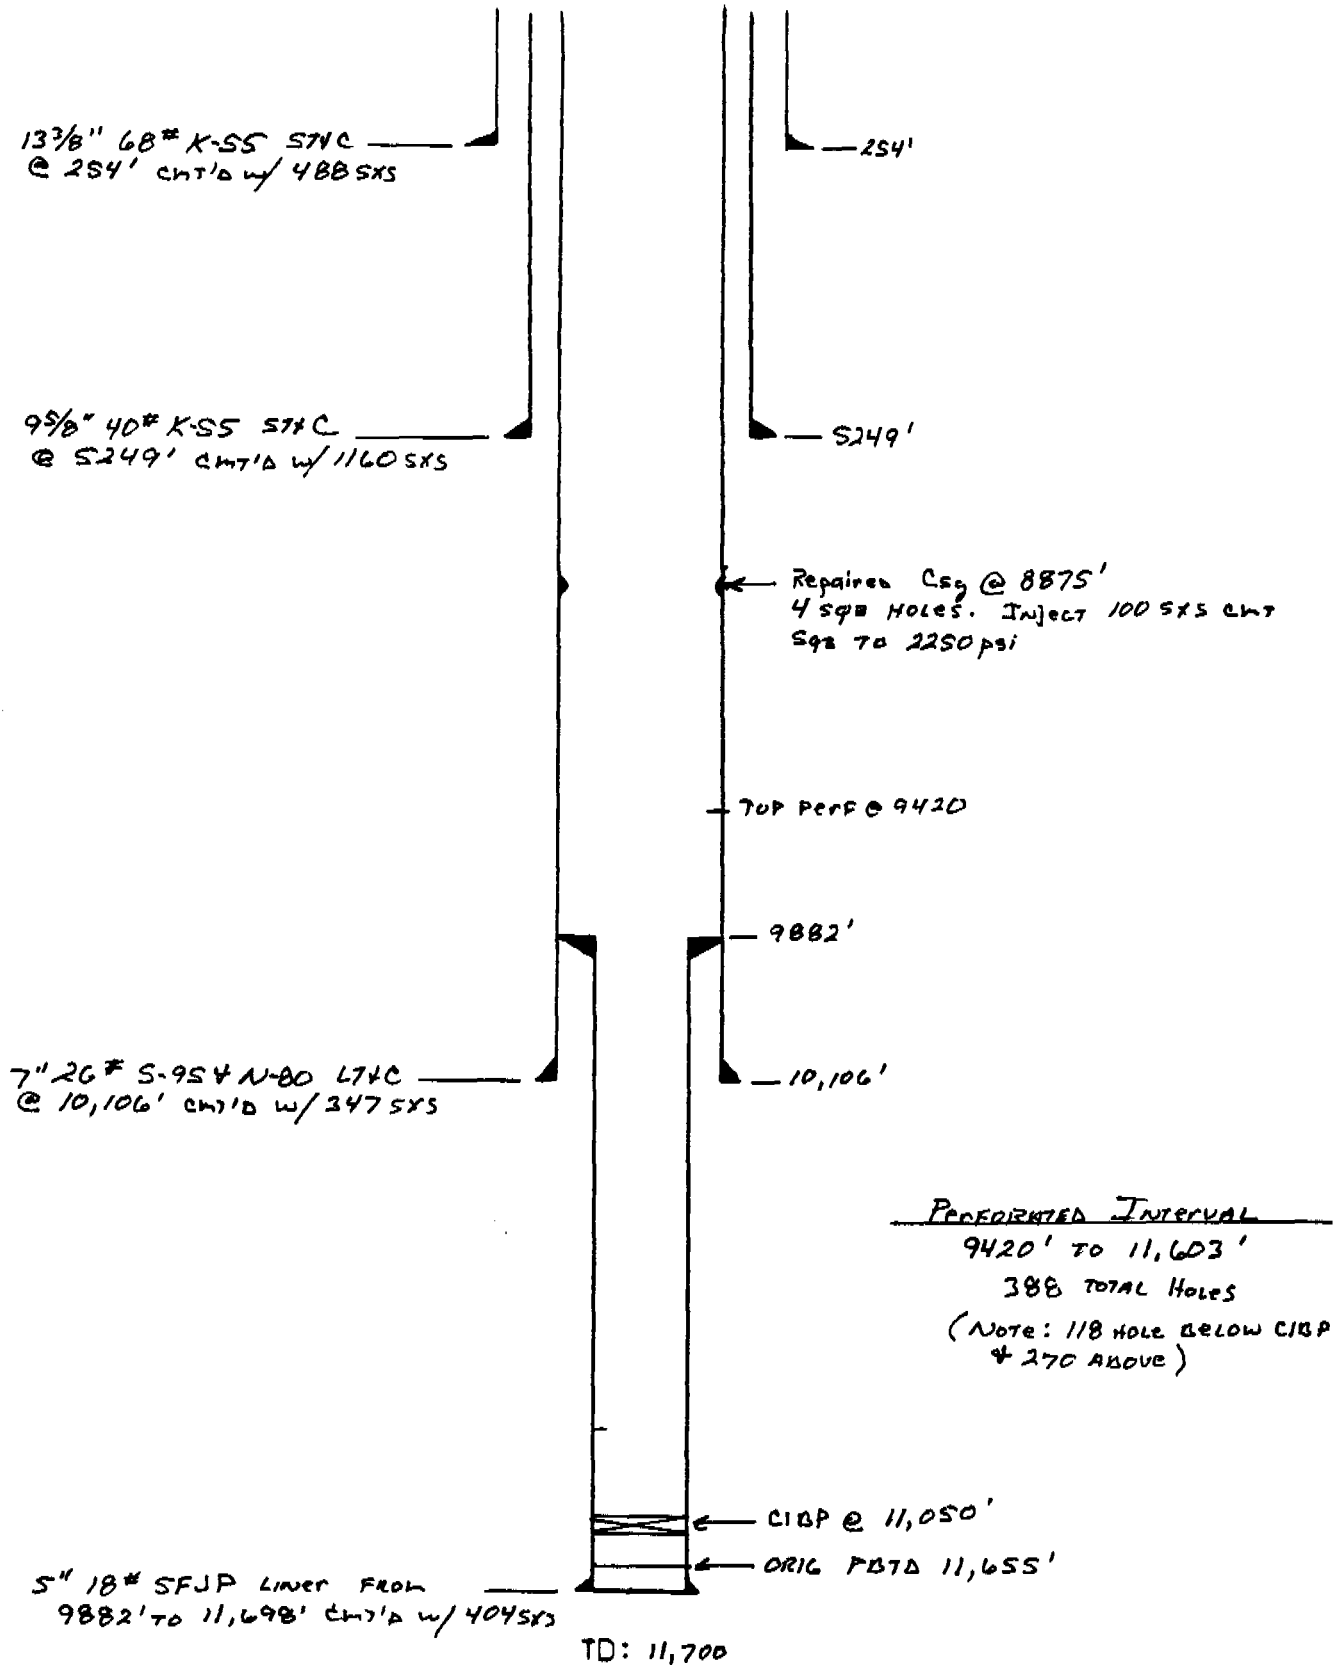 13 3/8" 68# K-55 ST&C
@ 254' CMT'D w/ 488 SXS
254'
9 5/8" 40# K-55 ST&C
@ 5249' CMT'D w/ 1160 SXS
5249'
Repaired Csg @ 8875'
4 SQZ HOLES. INJECT 100 SXS CMT
SQZ TO 2250 psi
TOP PERF @ 9420
9882'
7" 26# S-95 & N-80 LT&C
@ 10,106' CMT'D w/ 347 SXS
10,106'
PERFORATED INTERVAL
9420' TO 11,603'
388 TOTAL HOLES
(NOTE: 118 HOLE BELOW CIBP
& 270 ABOVE)
CIBP @ 11,050'
ORIG PBTD 11,655'
5" 18# SFJP LINER FROM
9882' TO 11,698' CMT'D w/ 404 SXS
TD: 11,700